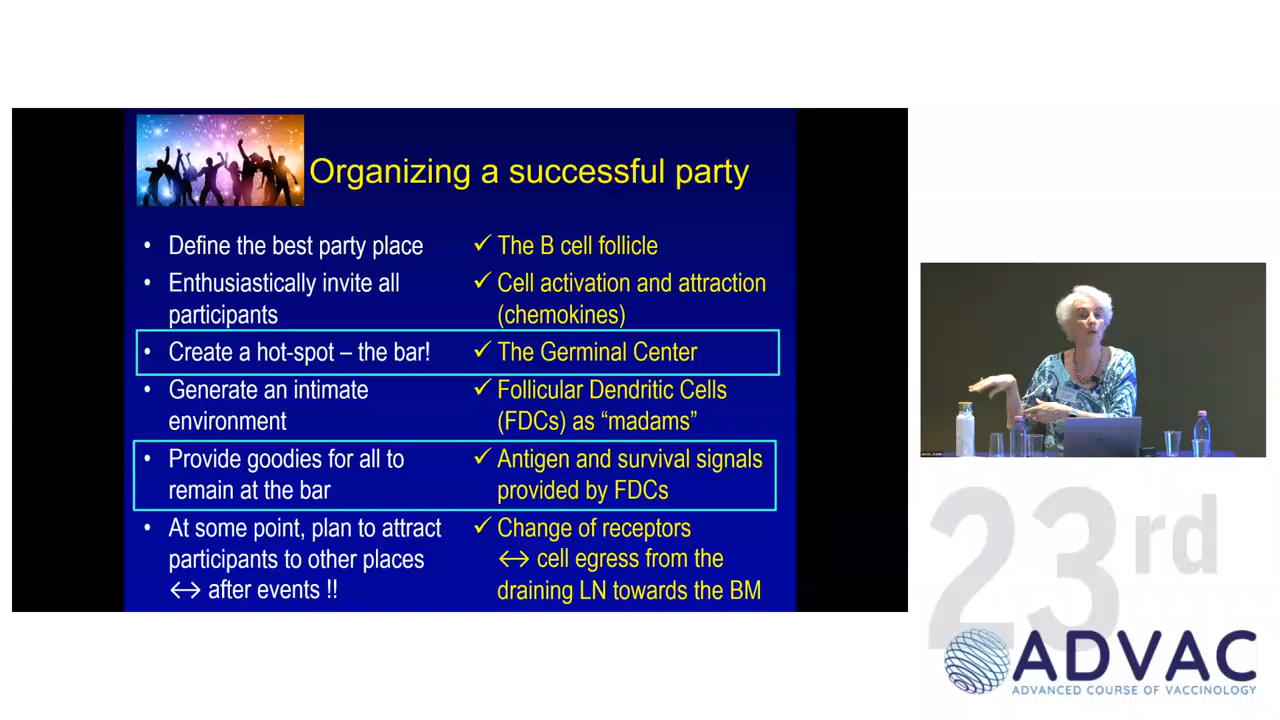 Organizing a successful party
• Define the best party place
✓ The B cell follicle
• Enthusiastically invite all
participants
✓ Cell activation and attraction
(chemokines)
• Create a hot-spot – the bar!
✓ The Germinal Center
• Generate an intimate
environment
✓ Follicular Dendritic Cells
(FDCs) as “madams”
• Provide goodies for all to
remain at the bar
✓ Antigen and survival signals
provided by FDCs
• At some point, plan to attract
participants to other places
↔ after events !!
✓ Change of receptors
↔ cell egress from the
draining LN towards the BM
23rd
ADVAC
ADVANCED COURSE OF VACCINOLOGY